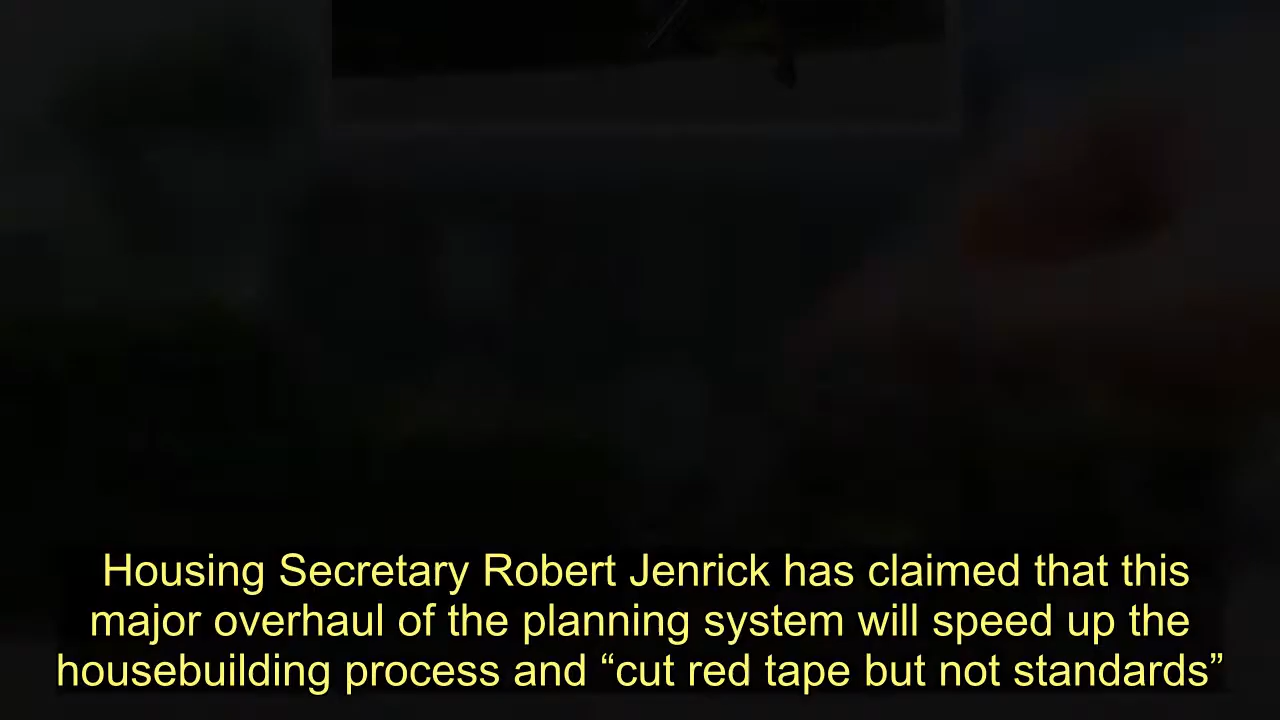 Housing Secretary Robert Jenrick has claimed that this
major overhaul of the planning system will speed up the
housebuilding process and “cut red tape but not standards”